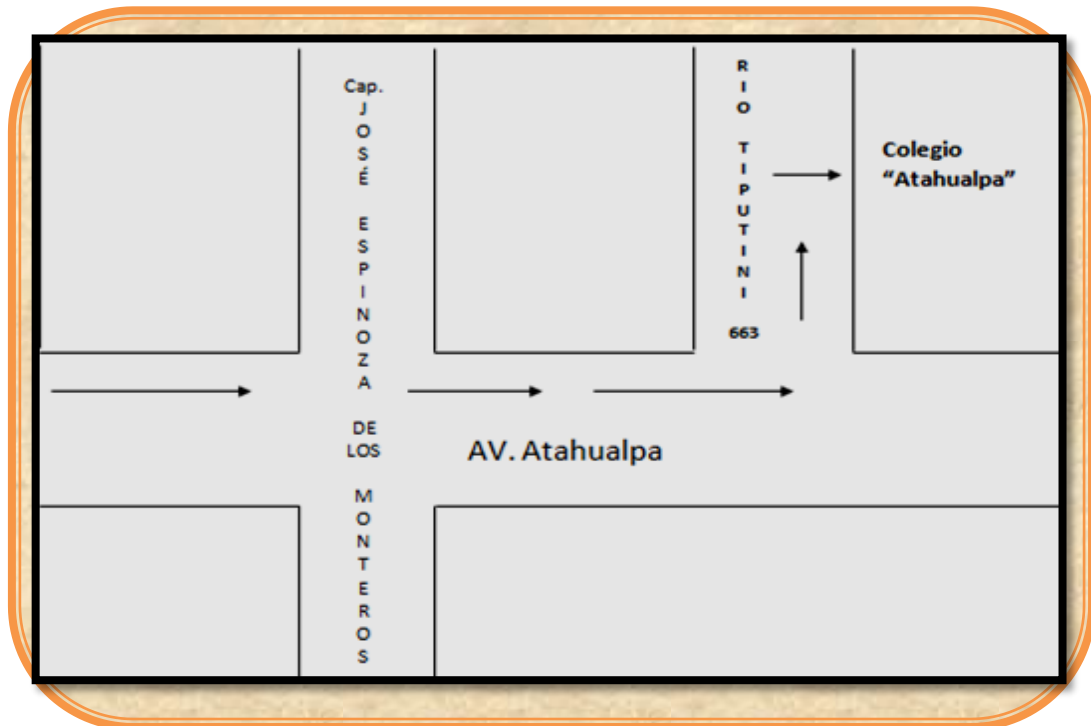 Cap.
JOSÉ ESPINOZA
DE
LOS
MONTEROS
RIO TIPUTINI
663
Colegio
“Atahualpa”
AV. Atahualpa